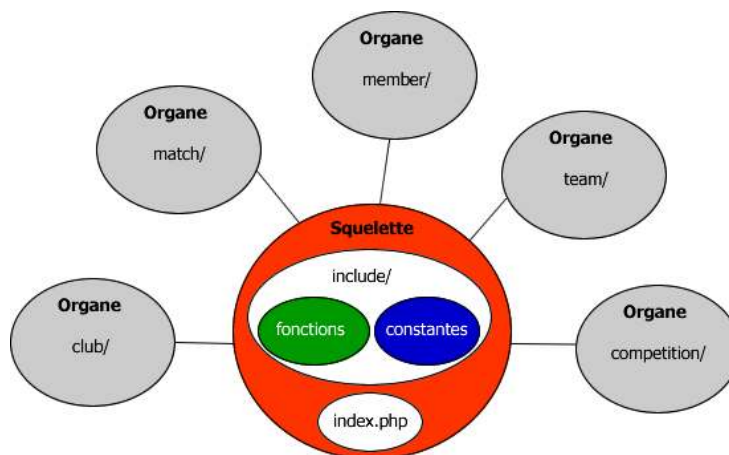 Organe
member/
Organe
match/
Organe
team/
Squelette
include/
fonctions
constantes
Organe
club/
Organe
competition/
index.php